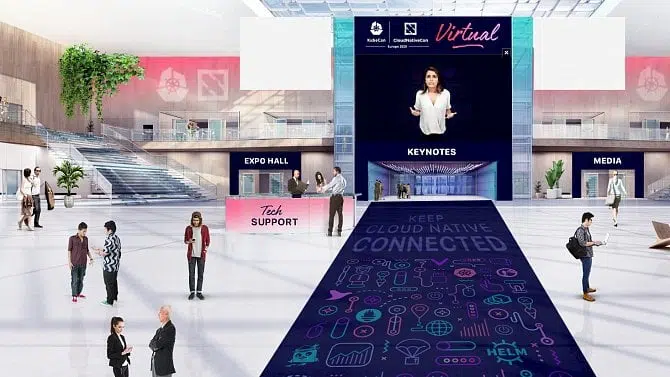 KubeCon
CloudNativeCon
Europe 2020
Virtual
KEYNOTES
EXPO HALL
MEDIA
Tech
SUPPORT
KEEP
CLOUD NATIVE
CONNECTED
HELM